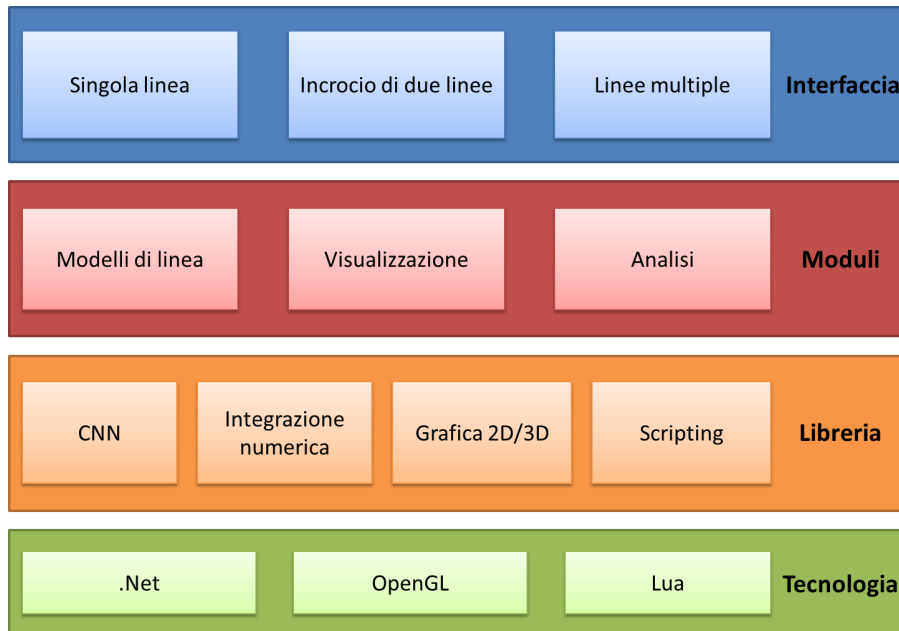 Singola linea
Incrocio di due linee
Linee multiple
Interfaccia
Modelli di linea
Visualizzazione
Analisi
Moduli
CNN
Integrazione
numerica
Grafica 2D/3D
Scripting
Libreria
.Net
OpenGL
Lua
Tecnologia